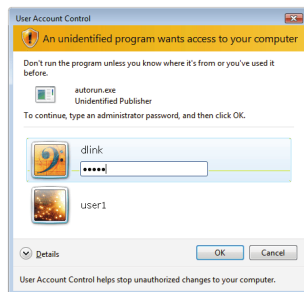 User Account Control
An unidentified program wants access to your computer
Don't run the program unless you know where it's from or you've used it
before.
autorun.exe
Unidentified Publisher
To continue, type an administrator password, and then click OK.
dlink
•••••
user1
Details
OK Cancel
User Account Control helps stop unauthorized changes to your computer.